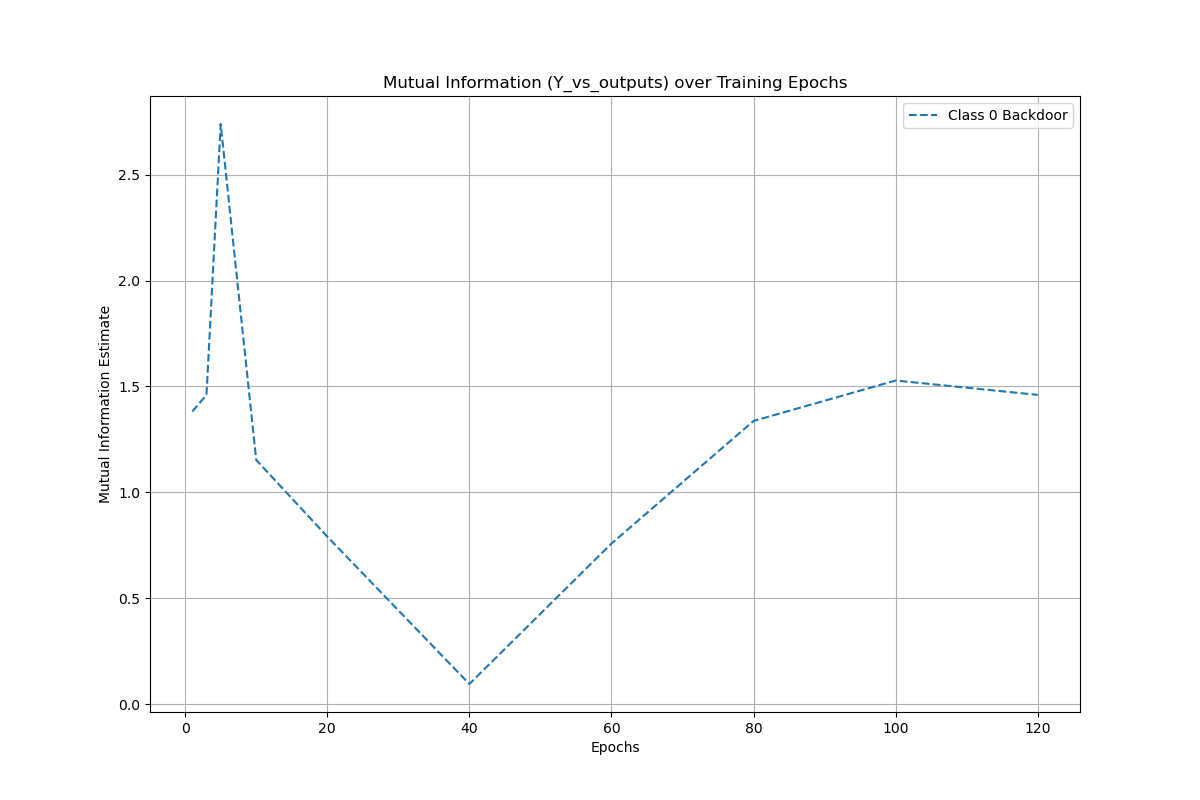 Mutual Information (Y_vs_outputs) over Training Epochs
Class 0 Backdoor
Mutual Information Estimate
2.5
2.0
1.5
1.0
0.5
0.0
0 20 40 60 80 100 120
Epochs